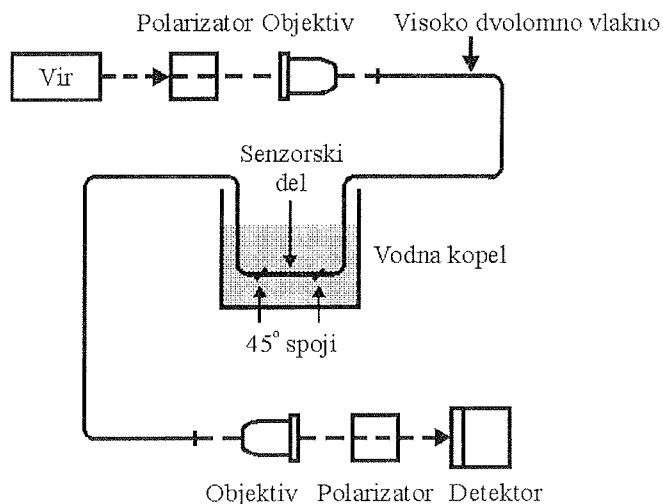 Polarizator Objektiv
Visoko dvolomno vlakno
Vir
Senzorski
del
Vodna kopel
45° spoji
Objektiv Polarizator Detektor